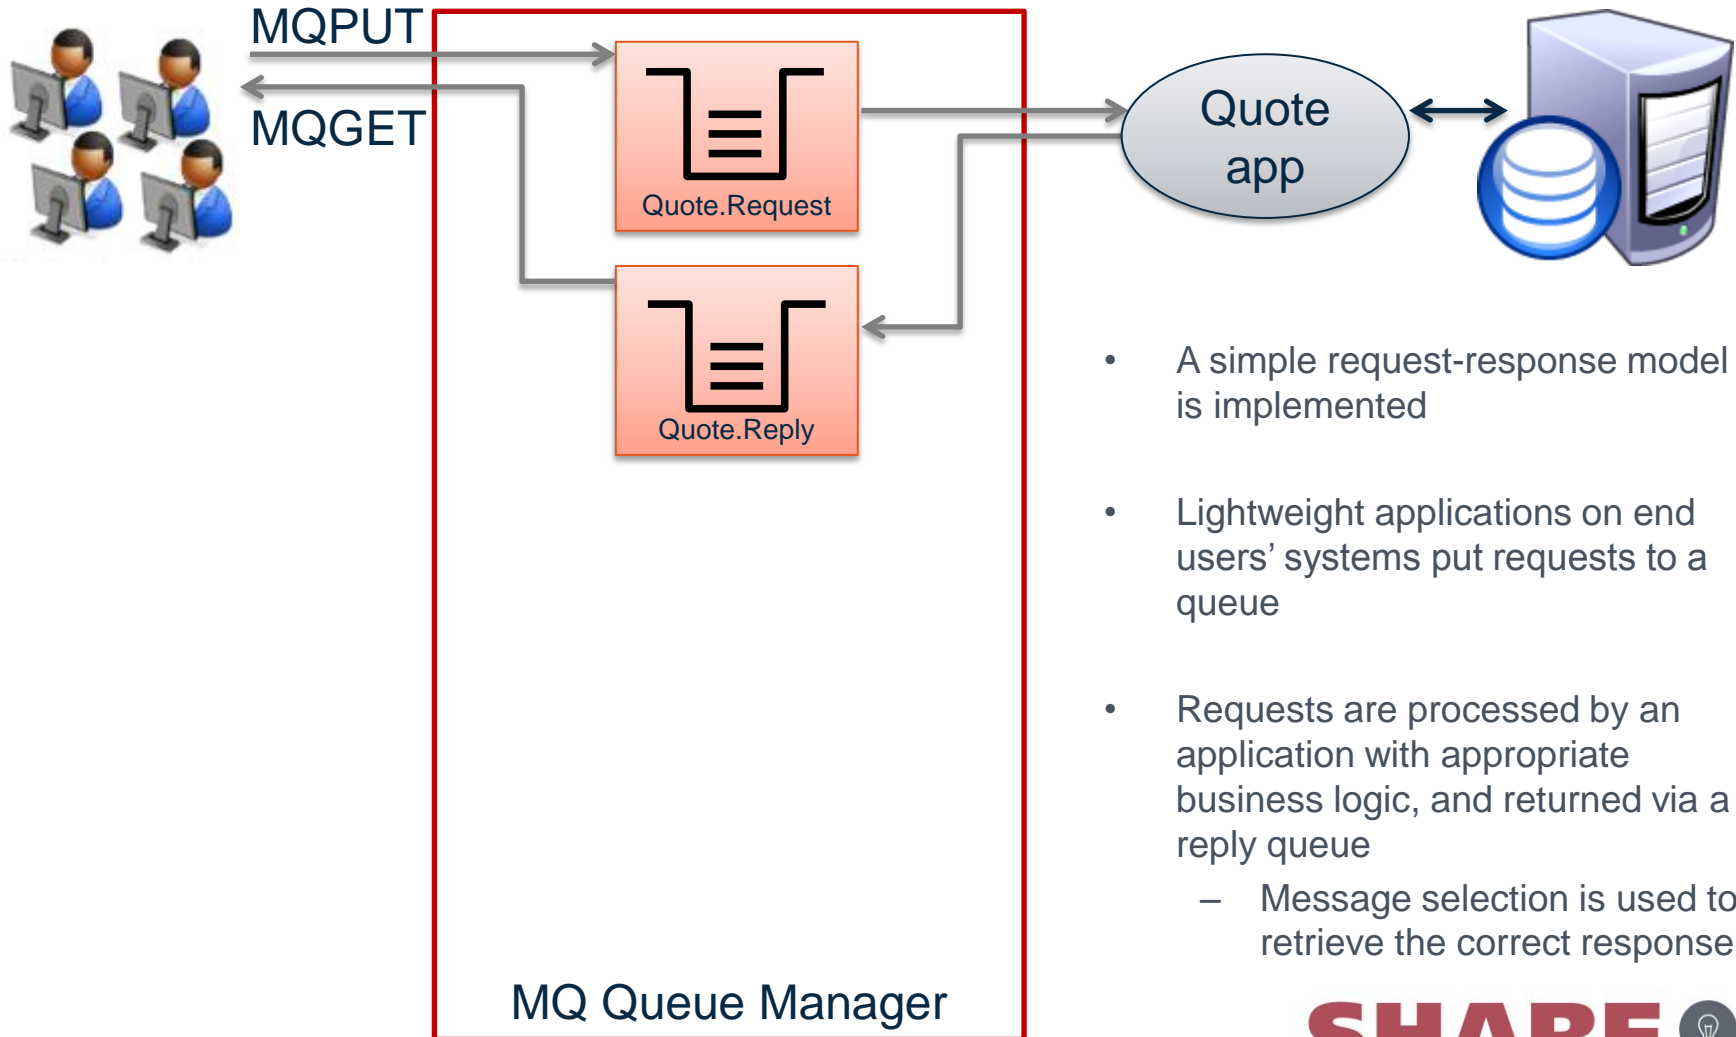 MQPUT
MQGET
Quote.Request
Quote.Reply
MQ Queue Manager
Quote
app
• A simple request-response model
is implemented
• Lightweight applications on end
users’ systems put requests to a
queue
• Requests are processed by an
application with appropriate
business logic, and returned via a
reply queue
– Message selection is used to
retrieve the correct response
SHARE